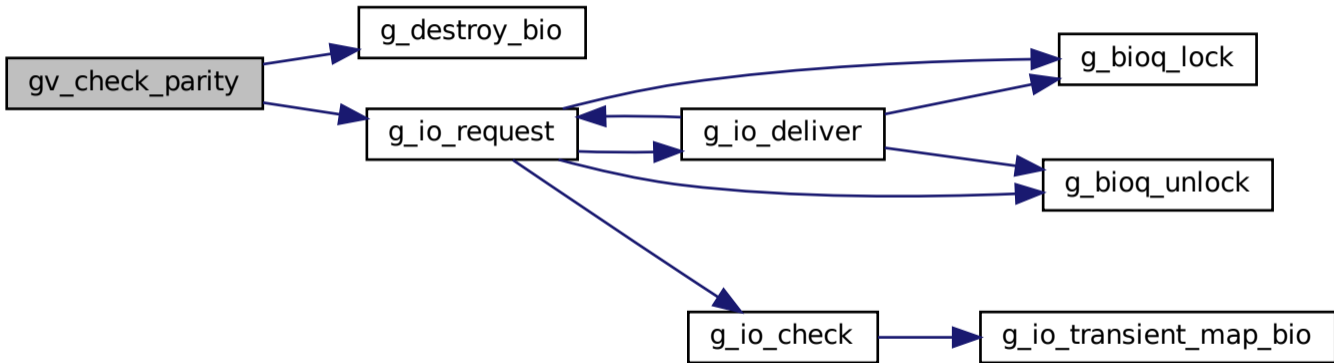 gv_check_parity
g_destroy_bio
g_io_request
g_io_deliver
g_bioq_lock
g_bioq_unlock
g_io_check
g_io_transient_map_bio